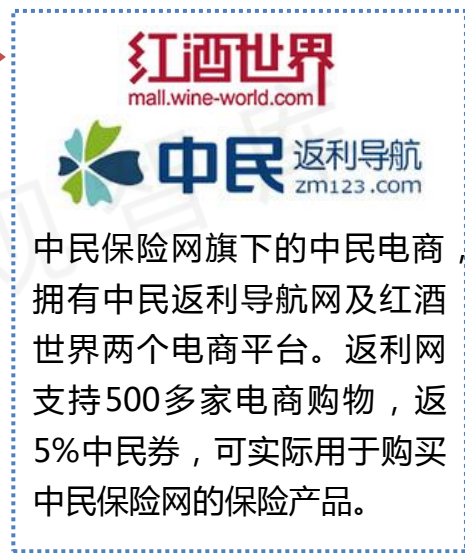 红酒世界
mall.wine-world.com
中民 返利导航
zm123.com
中民保险网旗下的中民电商，
拥有中民返利导航网及红酒
世界两个电商平台。返利网
支持500多家电商购物，返
5%中民券，可实际用于购买
中民保险网的保险产品。